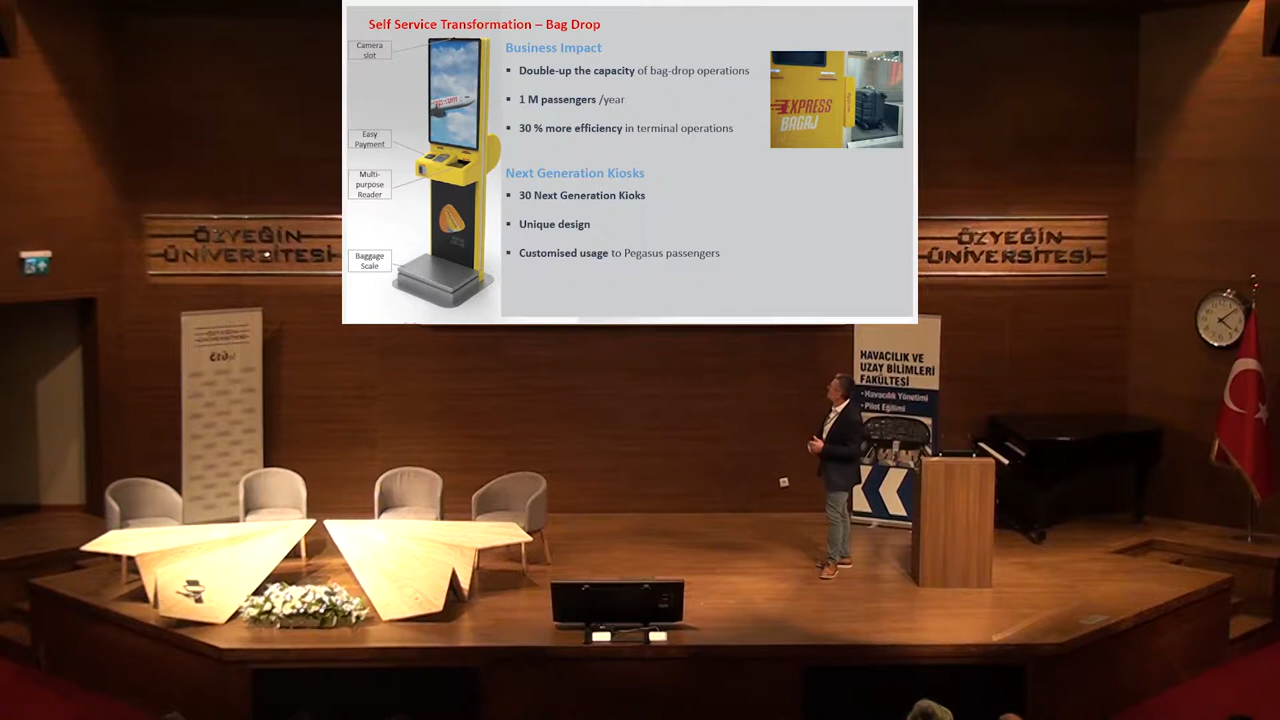 Self Service Transformation – Bag Drop
Camera
slot
Easy
Payment
Multi-
purpose
Reader
Baggage
Scale
Business Impact
▪ Double-up the capacity of bag-drop operations
▪ 1 M passengers /year
▪ 30 % more efficiency in terminal operations
Next Generation Kiosks
▪ 30 Next Generation Kioks
▪ Unique design
▪ Customised usage to Pegasus passengers
EXPRESS
BAGAJ
ÖZYEĞİN
ÜNİVERSİTESİ
ÖZYEĞİN
ÜNİVERSİTESİ
HAVACILIK VE
UZAY BİLİMLERİ
FAKÜLTESİ
• Havacılık Yönetimi
• Pilot Eğitimi